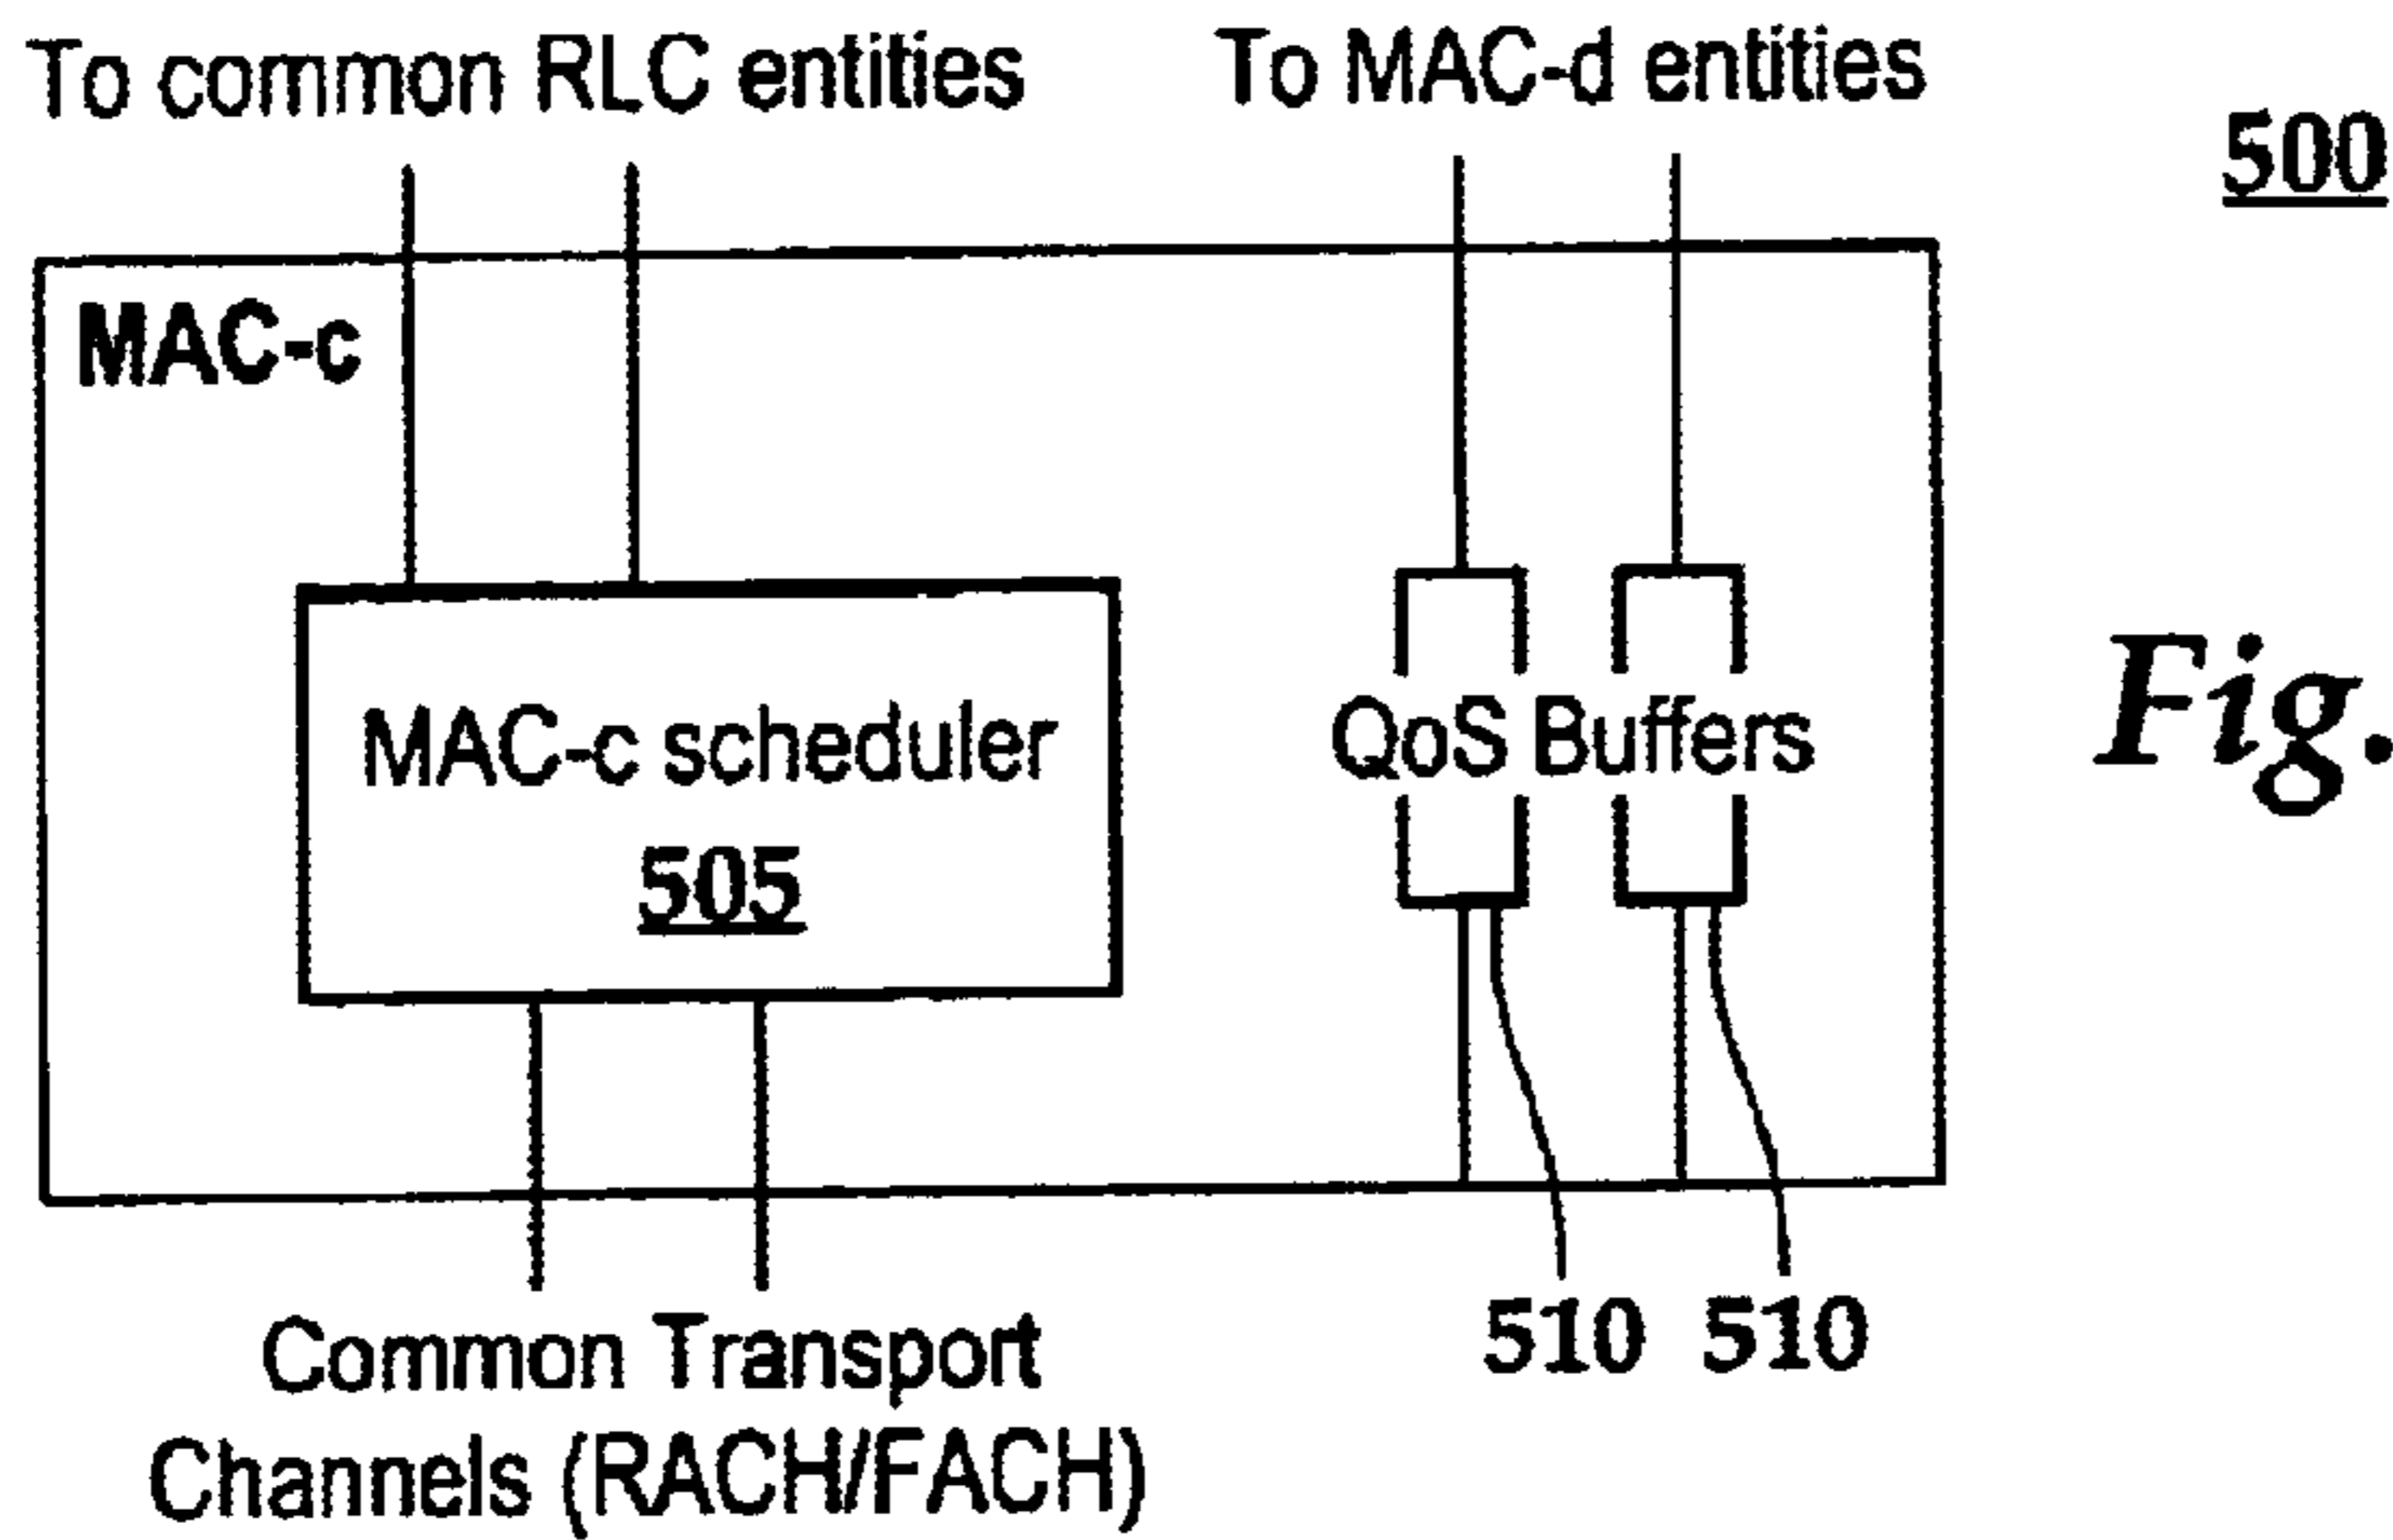 To common RLC entities To MAC-d entities
500
MAC-c
MAC-c scheduler
505
QoS Buffers
Fig.
510 510
Common Transport
Channels (RACH/FACH)